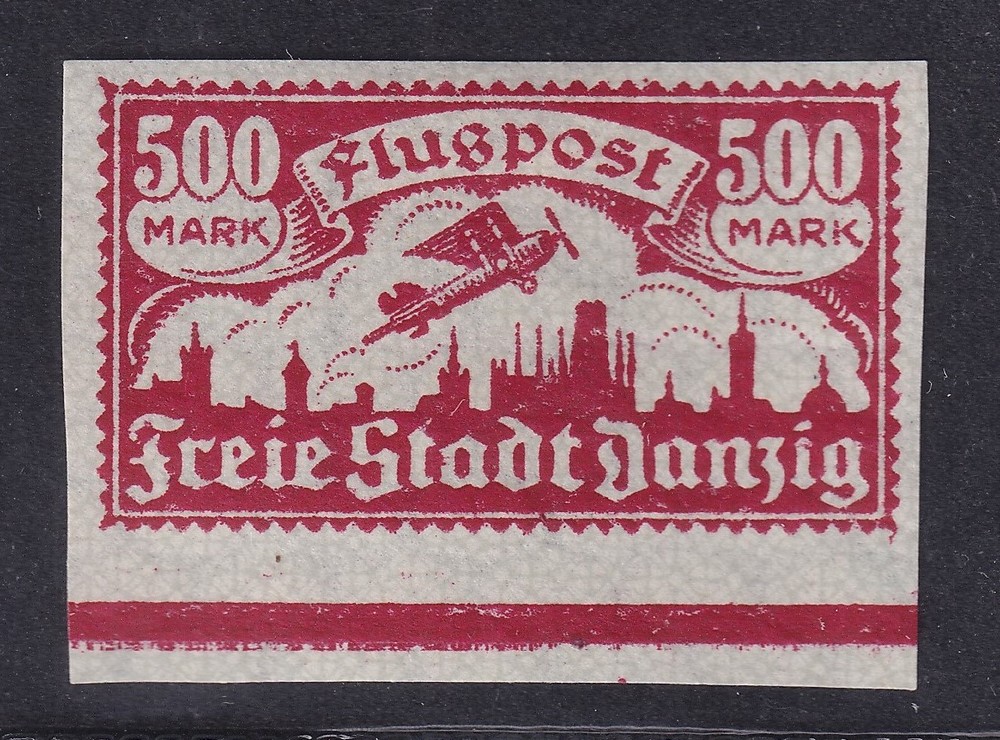 500 Flugpost 500
MARK MARK
Freie Stadt Danzig